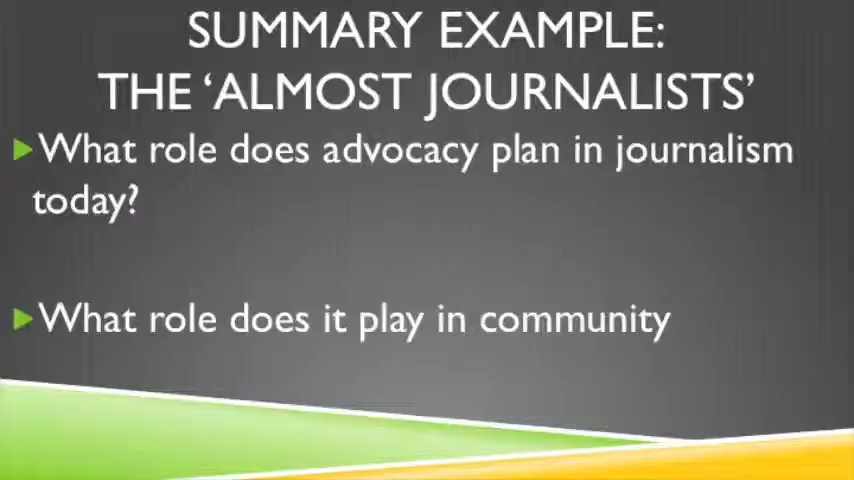 SUMMARY EXAMPLE:
THE ‘ALMOST JOURNALISTS’
What role does advocacy plan in journalism
today?
What role does it play in community